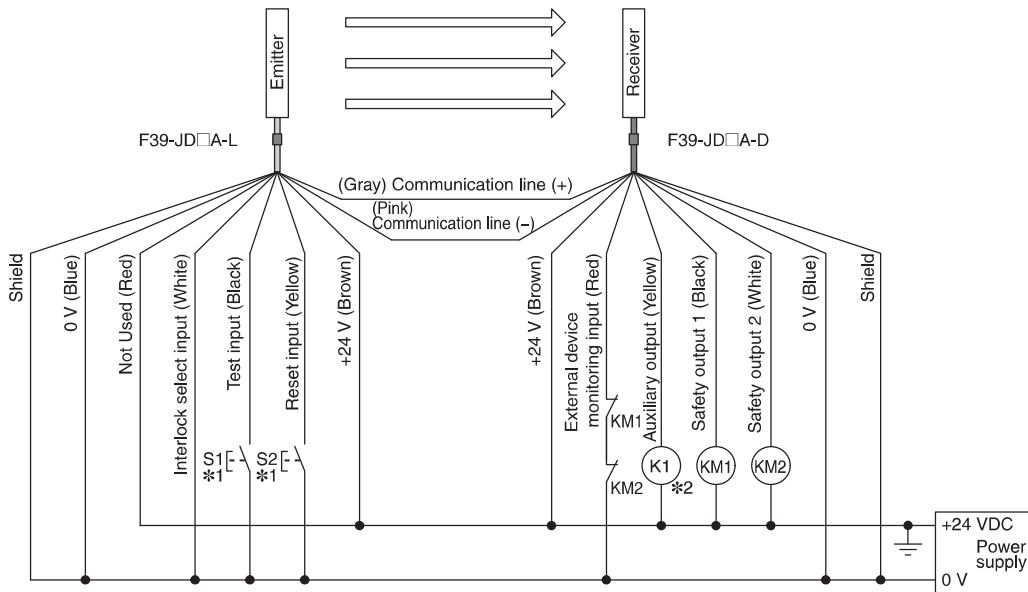 Emitter
Receiver
F39-JD□A-L
F39-JD□A-D
(Gray) Communication line (+)
(Pink)
Communication line (–)
Shield
0 V (Blue)
Not Used (Red)
Interlock select input (White)
Test input (Black)
Reset input (Yellow)
+24 V (Brown)
+24 V (Brown)
External device
monitoring input (Red)
Auxiliary output (Yellow)
Safety output 1 (Black)
Safety output 2 (White)
0 V (Blue)
Shield
S1
*1
S2
*1
KM1
KM2
K1
*2
KM1
KM2
+24 VDC
Power
supply
0 V